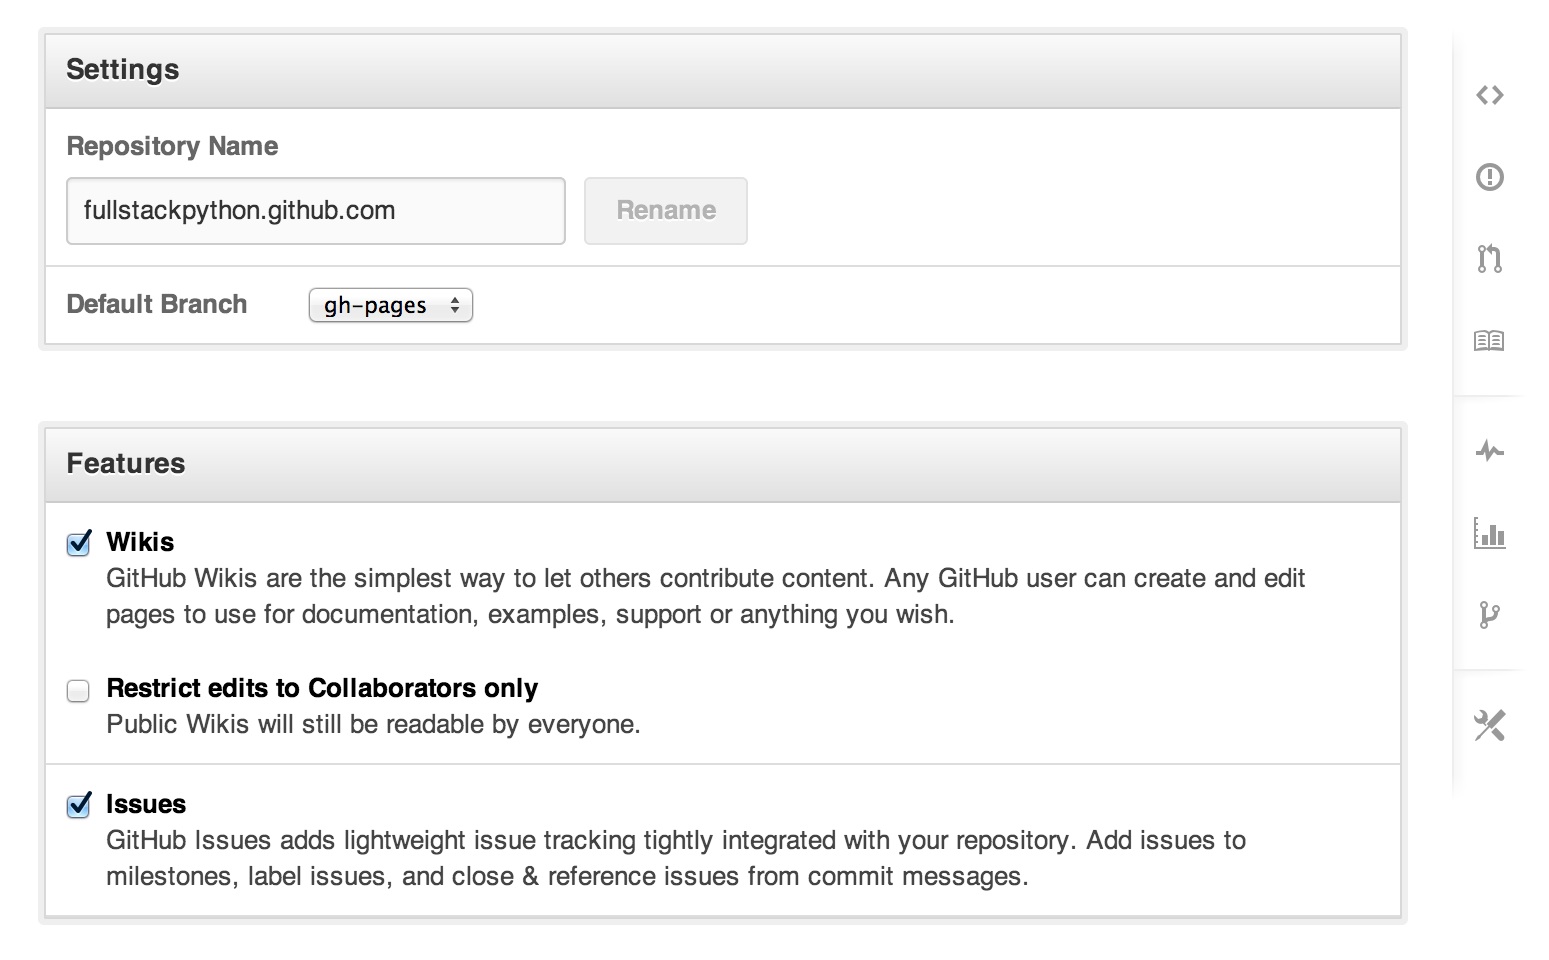 Settings
Repository Name
fullstackpython.github.com
Rename
Default Branch
gh-pages
Features
Wikis
GitHub Wikis are the simplest way to let others contribute content. Any GitHub user can create and edit
pages to use for documentation, examples, support or anything you wish.
Restrict edits to Collaborators only
Public Wikis will still be readable by everyone.
Issues
GitHub Issues adds lightweight issue tracking tightly integrated with your repository. Add issues to
milestones, label issues, and close & reference issues from commit messages.